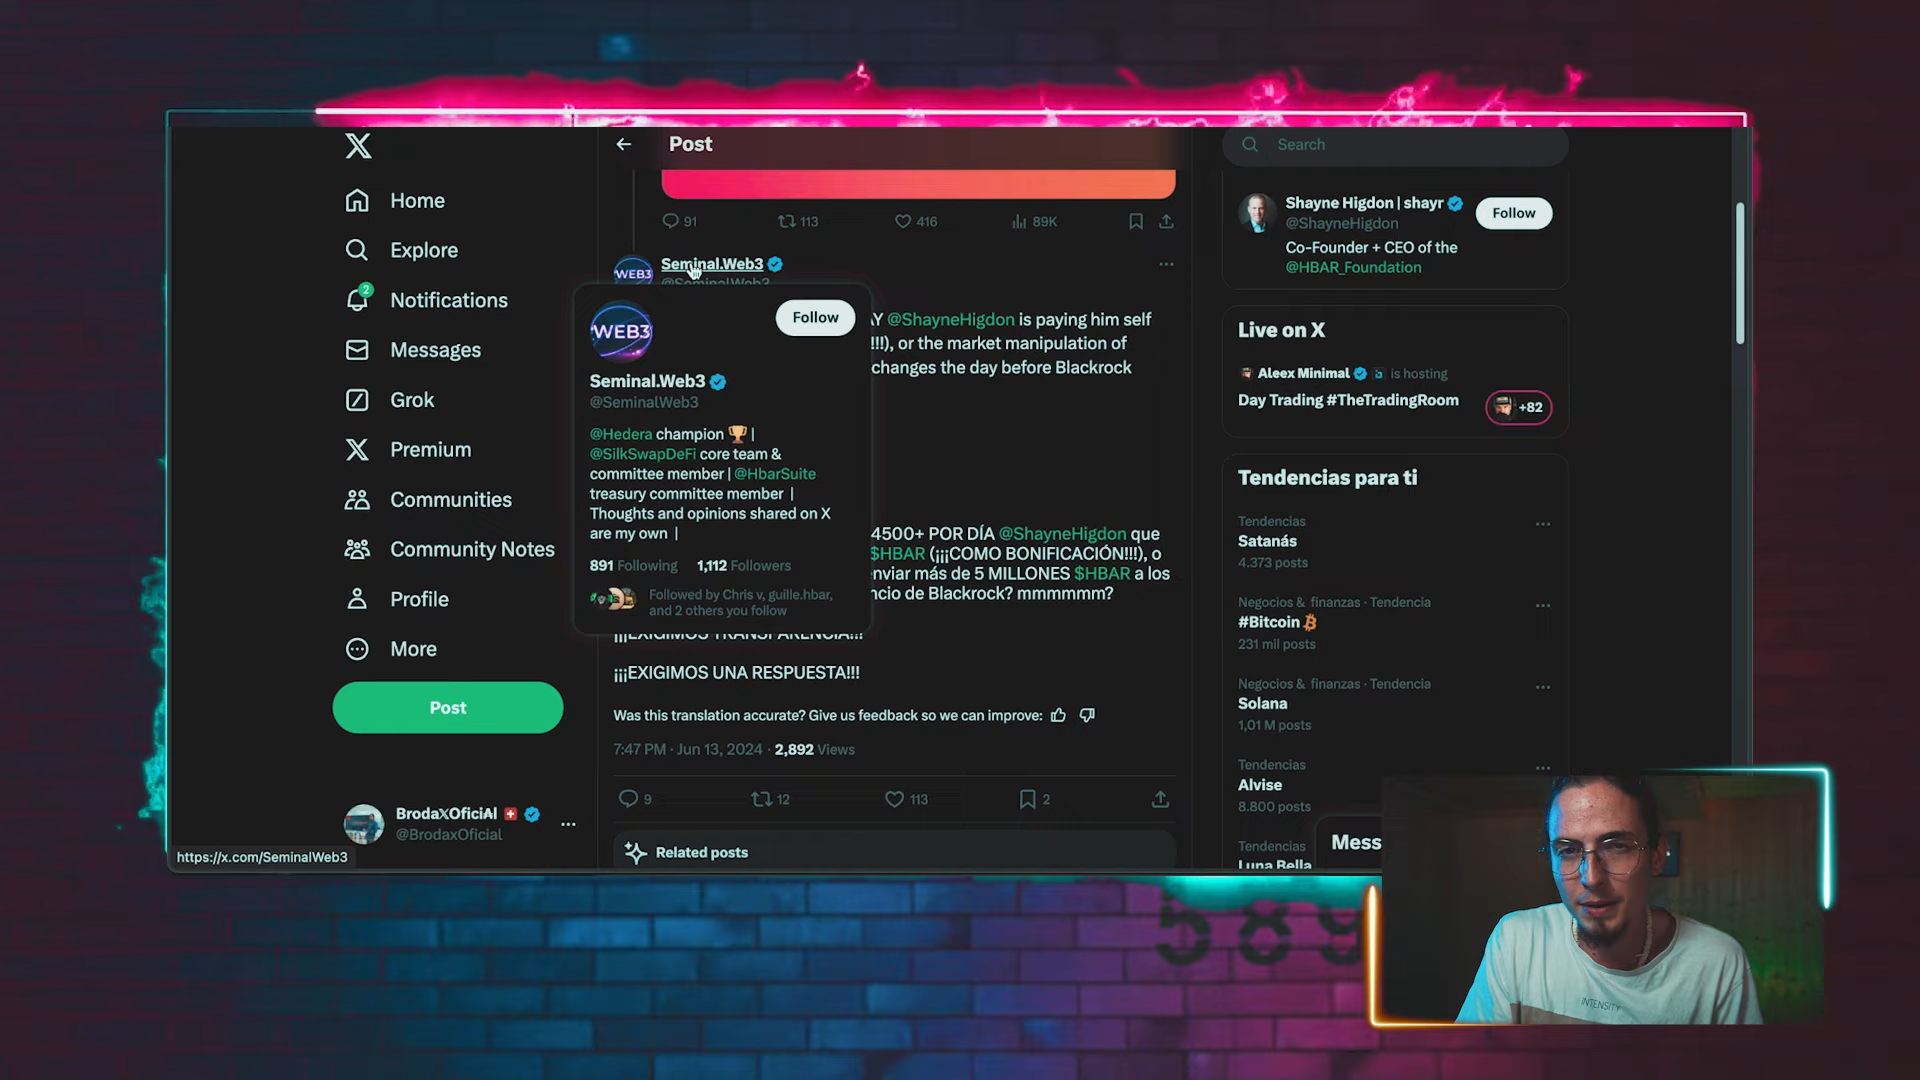 Home
Explore
2
Notifications
Messages
Grok
Premium
Communities
Community Notes
Profile
More
Post
BrodaXOficiAl
@BrodaxOficial
https://x.com/SeminalWeb3
Post
91 113 416 89K
WEB3
Seminal.Web3
@SeminalWeb3
AY @ShayneHigdon is paying him self
!!!), or the market manipulation of
changes the day before Blackrock
WEB3
Follow
Seminal.Web3
@SeminalWeb3
@Hedera champion 🏆 |
@SilkSwapDeFi core team &
committee member | @HbarSuite
treasury committee member |
Thoughts and opinions shared on X
are my own |
891 Following 1,112 Followers
Followed by Chris v, guille.hbar,
and 2 others you follow
4500+ POR DÍA @ShayneHigdon que
$HBAR (¡¡¡COMO BONIFICACIÓN!!!), o
enviar más de 5 MILLONES $HBAR a los
ncio de Blackrock? mmmmmm?
¡¡¡EXIGIMOS TRANSPARENCIA!!!
¡¡¡EXIGIMOS UNA RESPUESTA!!!
Was this translation accurate? Give us feedback so we can improve:
7:47 PM · Jun 13, 2024 · 2,892 Views
9 12 113 2
Related posts
Search
Shayne Higdon | shayr
@ShayneHigdon
Follow
Co-Founder + CEO of the
@HBAR_Foundation
Live on X
Aleex Minimal is hosting
Day Trading #TheTradingRoom
+82
Tendencias para ti
Tendencias
Satanás
4.373 posts
Negocios & finanzas · Tendencia
#Bitcoin
231 mil posts
Negocios & finanzas · Tendencia
Solana
1,01 M posts
Tendencias
Alvise
8.800 posts
Tendencias
Luna Bella
Mess
589
INTENSITY